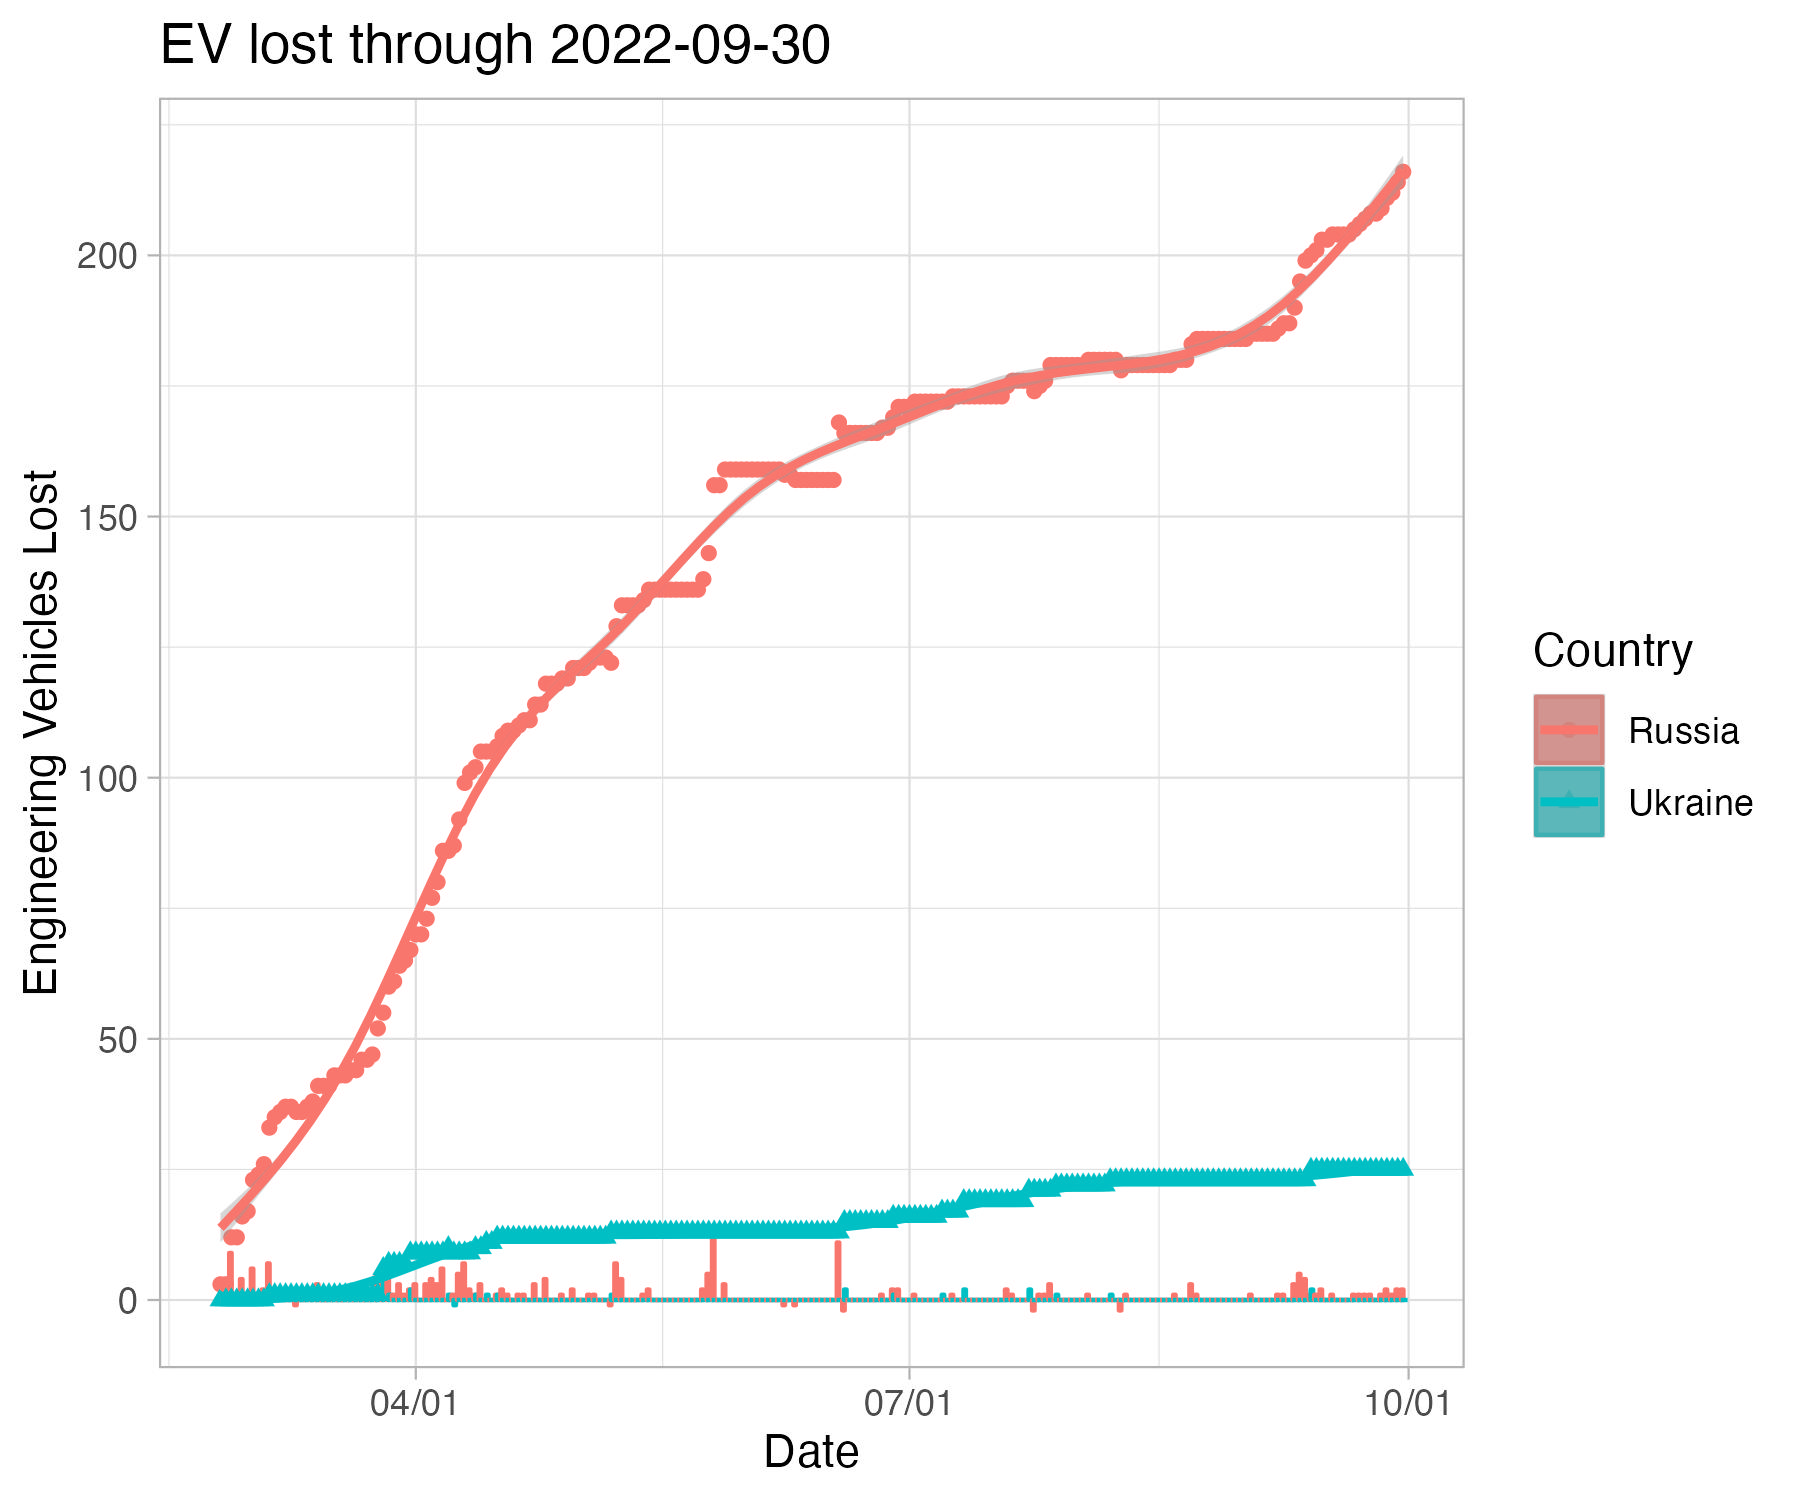 EV lost through 2022-09-30
Engineering Vehicles Lost
200
150
100
50
0
04/01
07/01
10/01
Date
Country
Russia
Ukraine